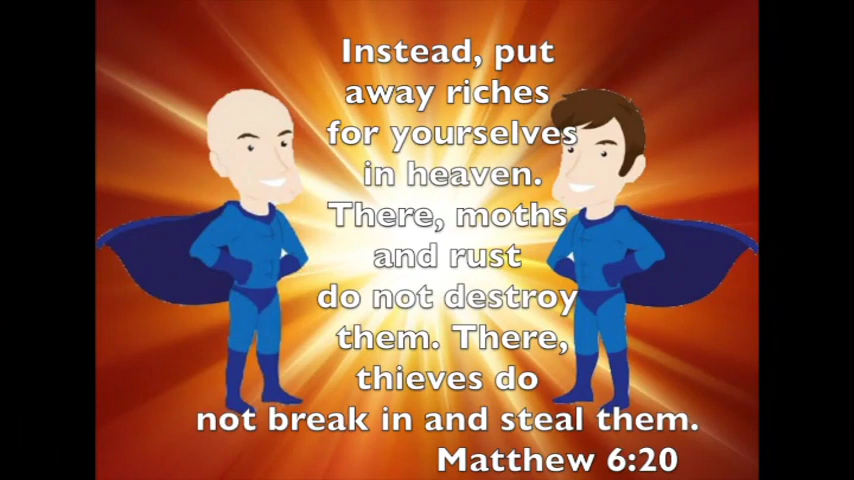 Instead, put
away riches
for yourselves
in heaven.
There, moths
and rust
do not destroy
them. There,
thieves do
not break in and steal them.
Matthew 6:20